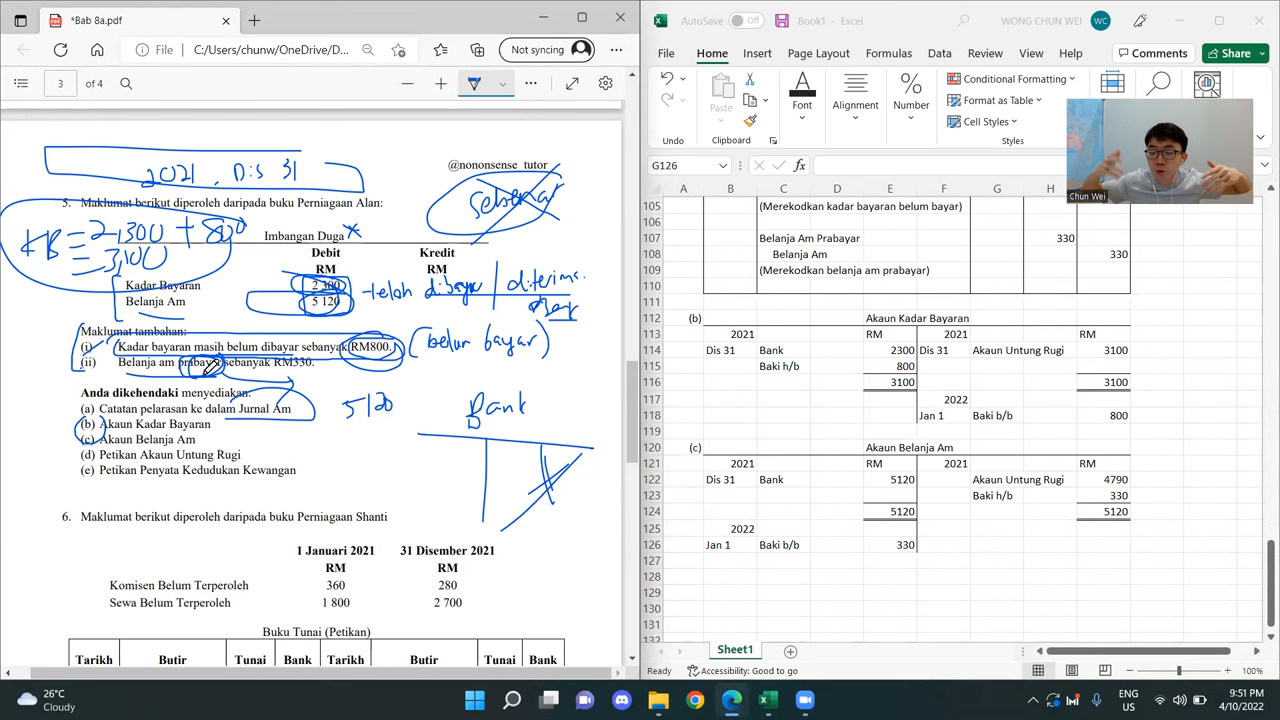 *Bab 8a.pdf
Book1 - Excel
AutoSave
Off
WONG CHUN WEI
WC
File
C:/Users/chunw/OneDrive/D...
Not syncing
File
Home
Insert
Page Layout
Formulas
Data
Review
View
Help
Comments
Share
3
of 4
Undo
Paste
Clipboard
Font
Alignment
Number
Conditional Formatting
Format as Table
Cell Styles
Styles
Chun Wei
G126
fx
A B C D E F G H I
2021, Dis 31
@nononsense_tutor
5. Maklumat berikut diperoleh daripada buku Perniagaan Alan:
KB = 2,300 + 800
= 3,100
Imbangan Duga
Debit Kredit
RM RM
Kadar Bayaran 2 300
Belanja Am 5 120
telah dibayar | diterima
Bank
Maklumat tambahan:
(i) Kadar bayaran masih belum dibayar sebanyak RM800.
(belum bayar)
(ii) Belanja am prabayar sebanyak RM330.
Anda dikehendaki menyediakan:
(a) Catatan pelarasan ke dalam Jurnal Am
(b) Akaun Kadar Bayaran
(c) Akaun Belanja Am
(d) Petikan Akaun Untung Rugi
(e) Petikan Penyata Kedudukan Kewangan
5120
Bank
6. Maklumat berikut diperoleh daripada buku Perniagaan Shanti
1 Januari 2021 31 Disember 2021
RM RM
Komisen Belum Terperoleh 360 280
Sewa Belum Terperoleh 1 800 2 700
Buku Tunai (Petikan)
Tarikh Butir Tunai Bank Tarikh Butir Tunai Bank
105 (Merekodkan kadar bayaran belum bayar)
106
107 Belanja Am Prabayar 330
108 Belanja Am 330
109 (Merekodkan belanja am prabayar)
110
111
112 (b) Akaun Kadar Bayaran
113 2021 RM 2021 RM
114 Dis 31 Bank 2300 Dis 31 Akaun Untung Rugi 3100
115 Baki h/b 800
116 3100 3100
117 2022
118 Jan 1 Baki b/b 800
119
120 (c) Akaun Belanja Am
121 2021 RM 2021 RM
122 Dis 31 Bank 5120 Akaun Untung Rugi 4790
123 Baki h/b 330
124 5120 5120
125 2022
126 Jan 1 Baki b/b 330
127
128
129
130
131
132
Sheet1
Ready
Accessibility: Good to go
100%
26°C
Cloudy
ENG
US
9:51 PM
4/10/2022